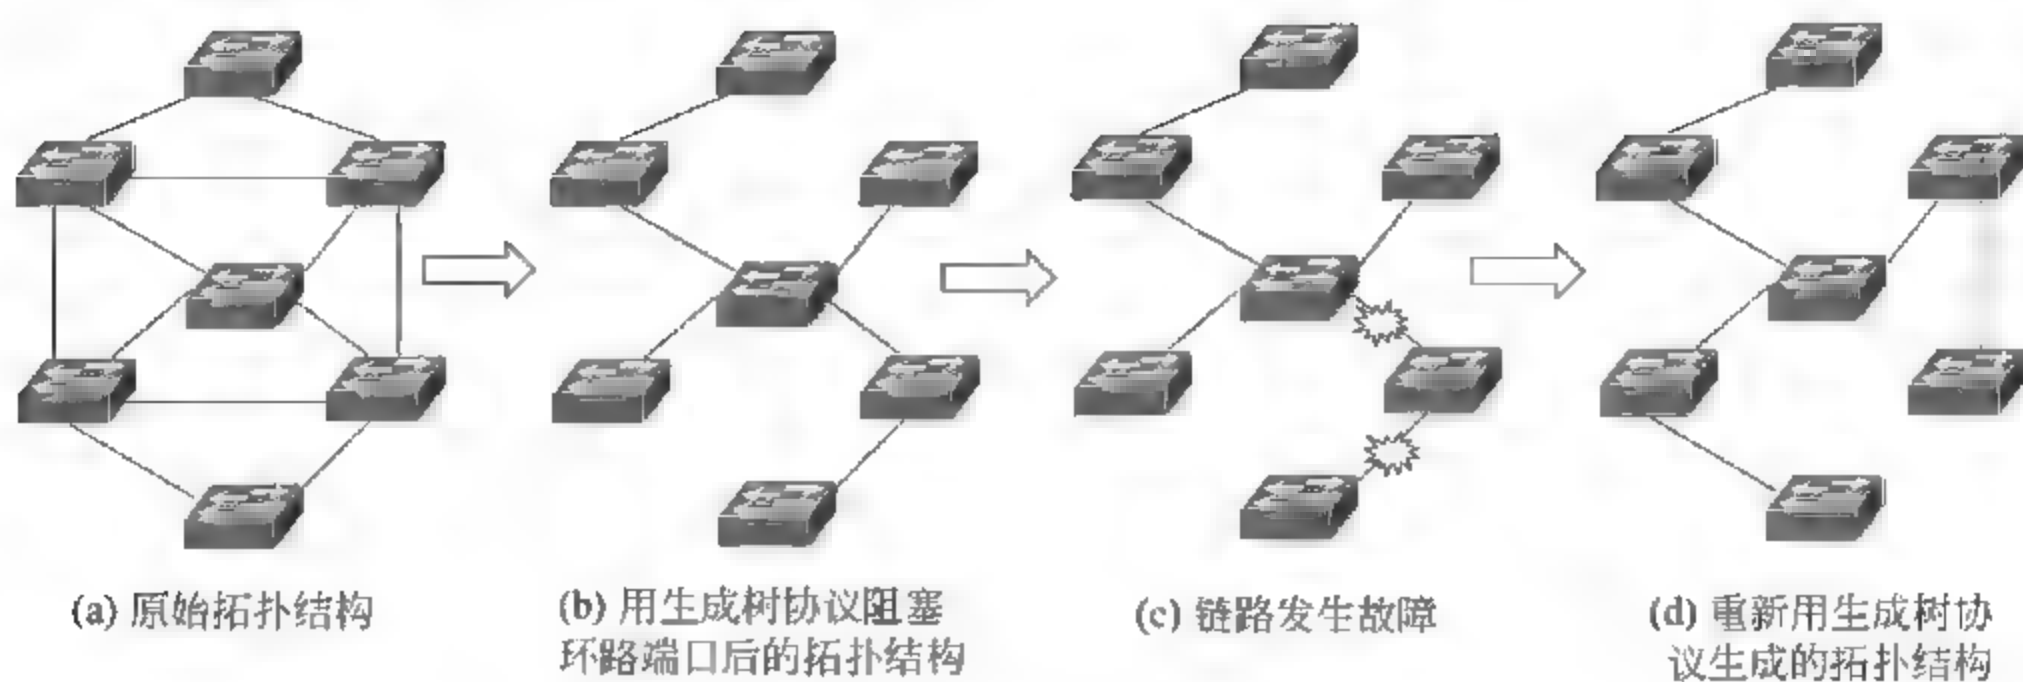 (a) 原始拓扑结构
(b) 用生成树协议阻塞
环路端口后的拓扑结构
(c) 链路发生故障
(d) 重新用生成树协
议生成的拓扑结构